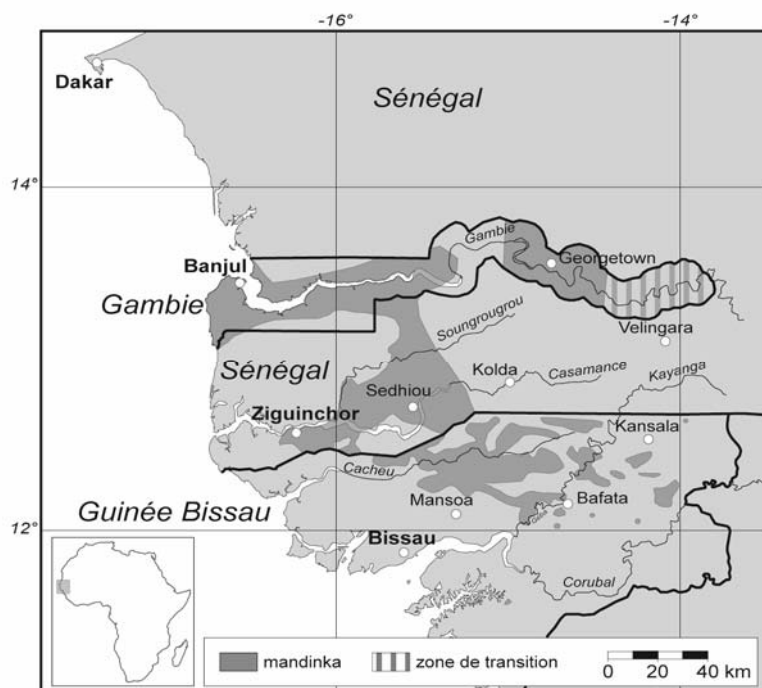 -16°
-14°
Dakar
Sénégal
14°
Gambie
Georgetown
Banjul
Gambie
Velingara
Soungrougrou
Sénégal
Kolda
Casamance
Kayanga
Sedhiou
Ziguinchor
Kansala
Cacheu
Mansoa
Bafata
Guinée Bissau
12°
Bissau
Corubal
mandinka
zone de transition
0 20 40 km